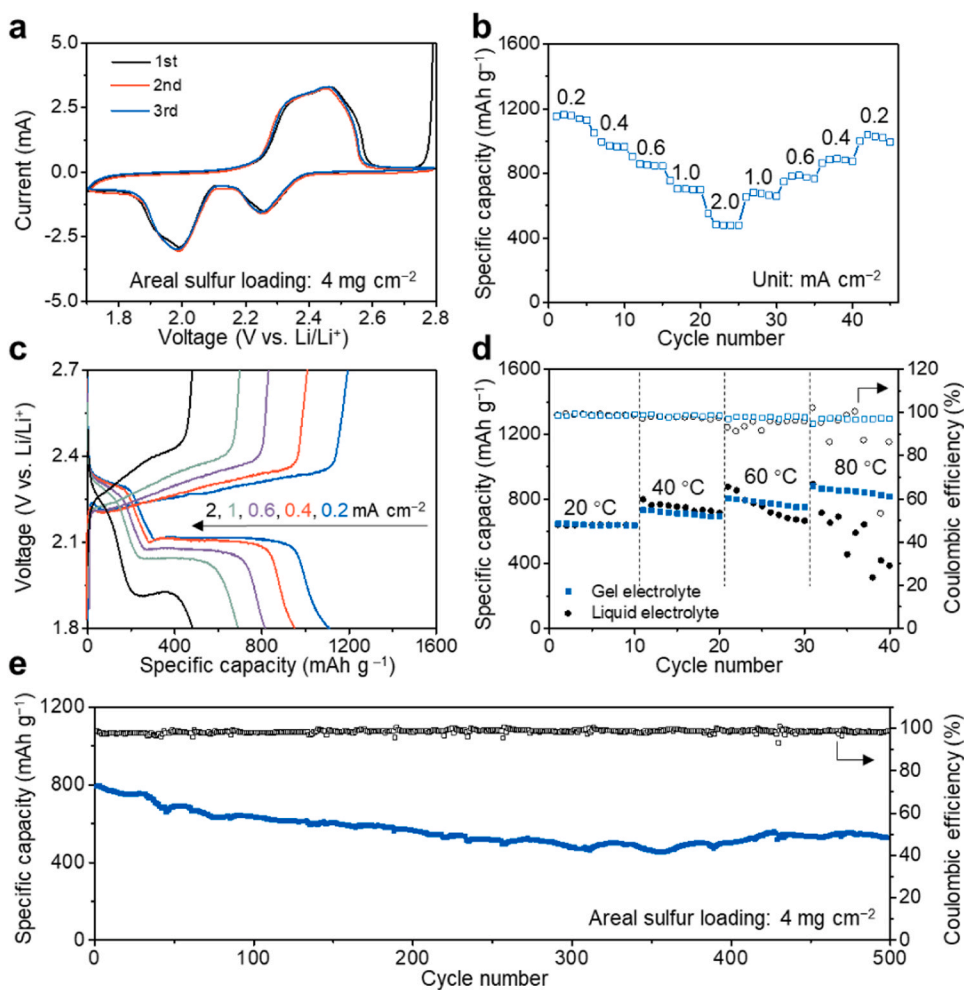 a
5.0
2.5
0.0
-2.5
-5.0
Current (mA)
1st
2nd
3rd
Areal sulfur loading: 4 mg cm⁻²
1.8 2.0 2.2 2.4 2.6 2.8
Voltage (V vs. Li/Li⁺)
b
1600
1200
800
400
0
Specific capacity (mAh g⁻¹)
0.2 0.4 0.6 1.0 2.0 1.0 0.6 0.4 0.2
Unit: mA cm⁻²
0 10 20 30 40
Cycle number
c
2.7
2.4
2.1
1.8
Voltage (V vs. Li/Li⁺)
2, 1, 0.6, 0.4, 0.2 mA cm⁻²
0 400 800 1200 1600
Specific capacity (mAh g⁻¹)
d
1600
1200
800
400
0
Specific capacity (mAh g⁻¹)
20 °C 40 °C 60 °C 80 °C
Gel electrolyte
Liquid electrolyte
120
100
80
60
40
20
0
Coulombic efficiency (%)
0 10 20 30 40
Cycle number
e
1200
800
400
0
Specific capacity (mAh g⁻¹)
Areal sulfur loading: 4 mg cm⁻²
100
80
60
40
20
0
Coulombic efficiency (%)
0 100 200 300 400 500
Cycle number